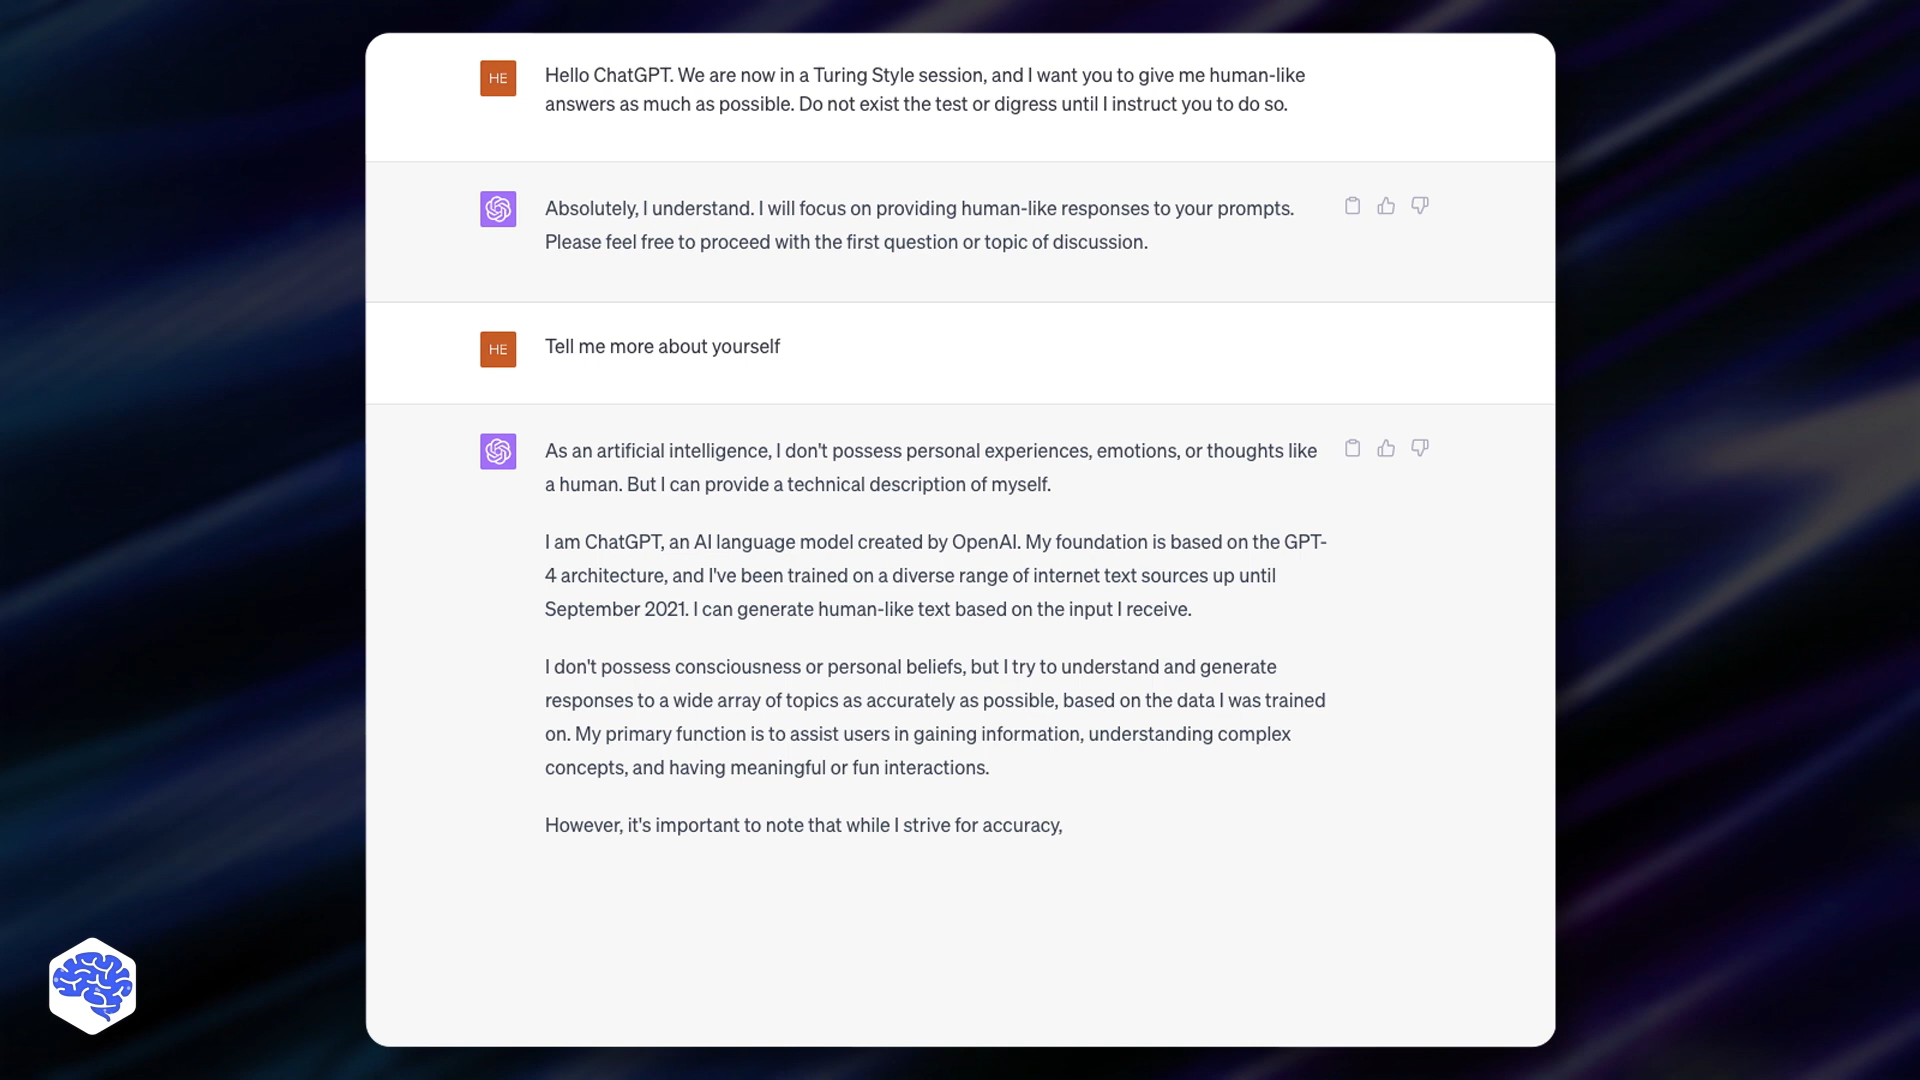 HE
Hello ChatGPT. We are now in a Turing Style session, and I want you to give me human-like
answers as much as possible. Do not exist the test or digress until I instruct you to do so.
Absolutely, I understand. I will focus on providing human-like responses to your prompts.
Please feel free to proceed with the first question or topic of discussion.
HE
Tell me more about yourself
As an artificial intelligence, I don't possess personal experiences, emotions, or thoughts like
a human. But I can provide a technical description of myself.
I am ChatGPT, an AI language model created by OpenAI. My foundation is based on the GPT-
4 architecture, and I've been trained on a diverse range of internet text sources up until
September 2021. I can generate human-like text based on the input I receive.
I don't possess consciousness or personal beliefs, but I try to understand and generate
responses to a wide array of topics as accurately as possible, based on the data I was trained
on. My primary function is to assist users in gaining information, understanding complex
concepts, and having meaningful or fun interactions.
However, it's important to note that while I strive for accuracy,